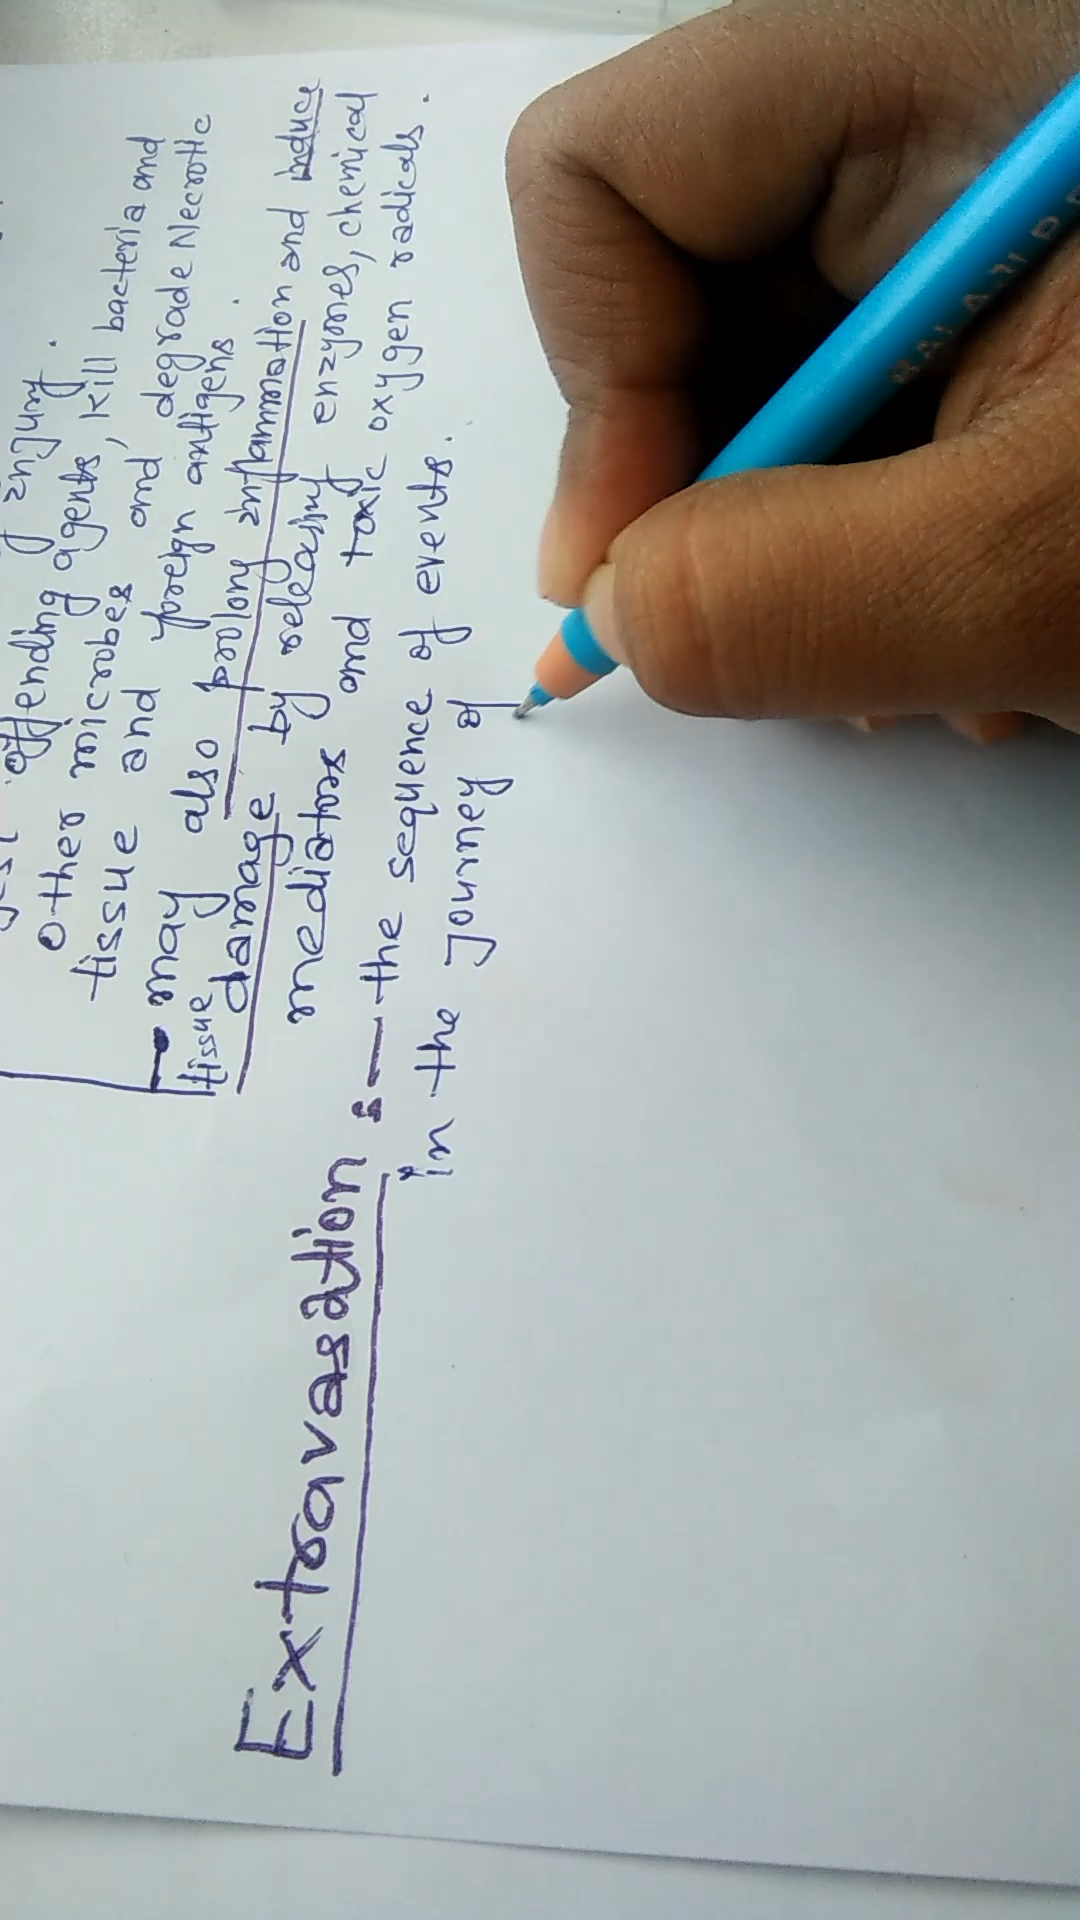 offending injury.
other microbes agents, kill bacteria and
tissue and foreign and degrade Necrotic
antigens.
may also prolong inflammation and induce
tissue damage by releasing enzymes, chemical
mediators and toxic oxygen radicals.
Extravasation :- the sequence of events.
in the journey of